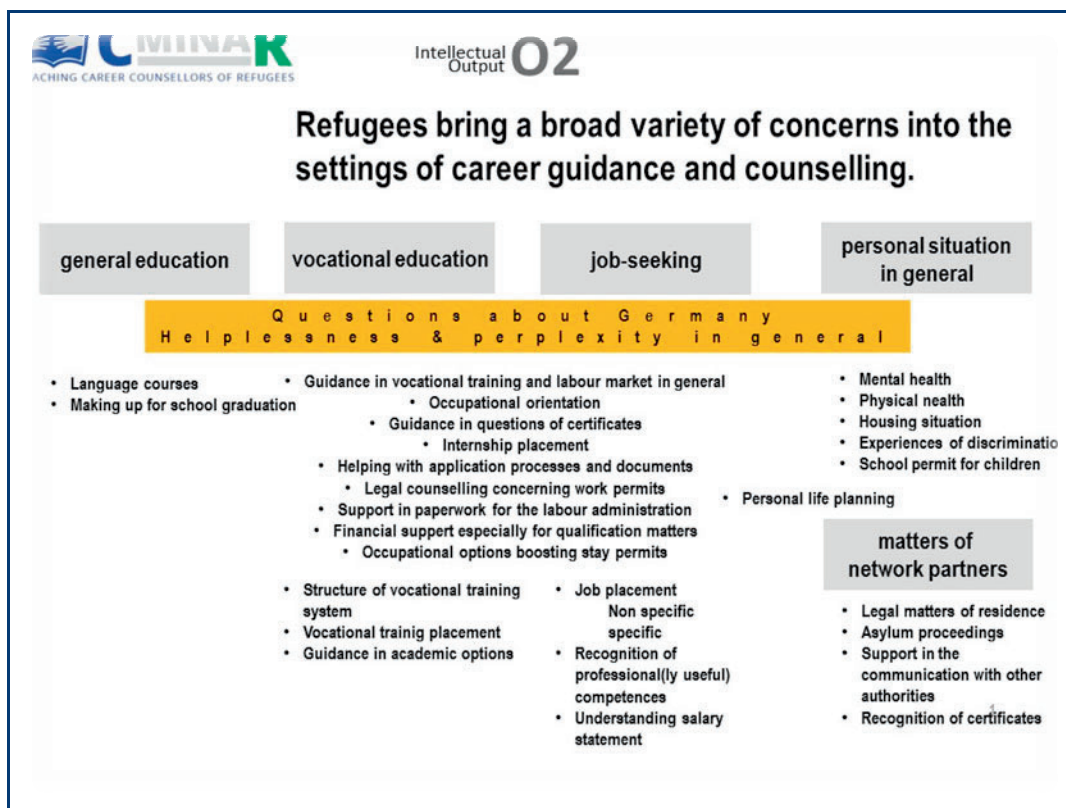 CMINAR
ACHING CAREER COUNSELLORS OF REFUGEES
Intellectual
Output O2
Refugees bring a broad variety of concerns into the
settings of career guidance and counselling.
general education
vocational education
job-seeking
personal situation
in general
Questions about Germany
Helplessness & perplexity in general
• Language courses
• Making up for school graduation
• Guidance in vocational training and labour market in general
• Occupational orientation
• Guidance in questions of certificates
• Internship placement
• Helping with application processes and documents
• Legal counselling concerning work permits
• Support in paperwork for the labour administration
• Financial support especially for qualification matters
• Occupational options boosting stay permits
• Structure of vocational training
system
• Vocational trainig placement
• Guidance in academic options
• Job placement
Non specific
specific
• Recognition of
professional(ly useful)
competences
• Understanding salary
statement
• Mental health
• Physical health
• Housing situation
• Experiences of discriminatio
• School permit for children
• Personal life planning
matters of
network partners
• Legal matters of residence
• Asylum proceedings
• Support in the
communication with other
authorities
• Recognition of certificates
1